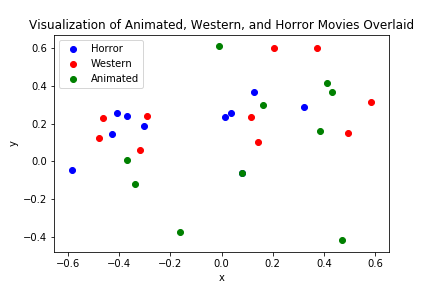 Visualization of Animated, Western, and Horror Movies Overlaid
Horror
Western
Animated
y
0.6
0.4
0.2
0.0
−0.2
−0.4
−0.6 −0.4 −0.2 0.0 0.2 0.4 0.6
x